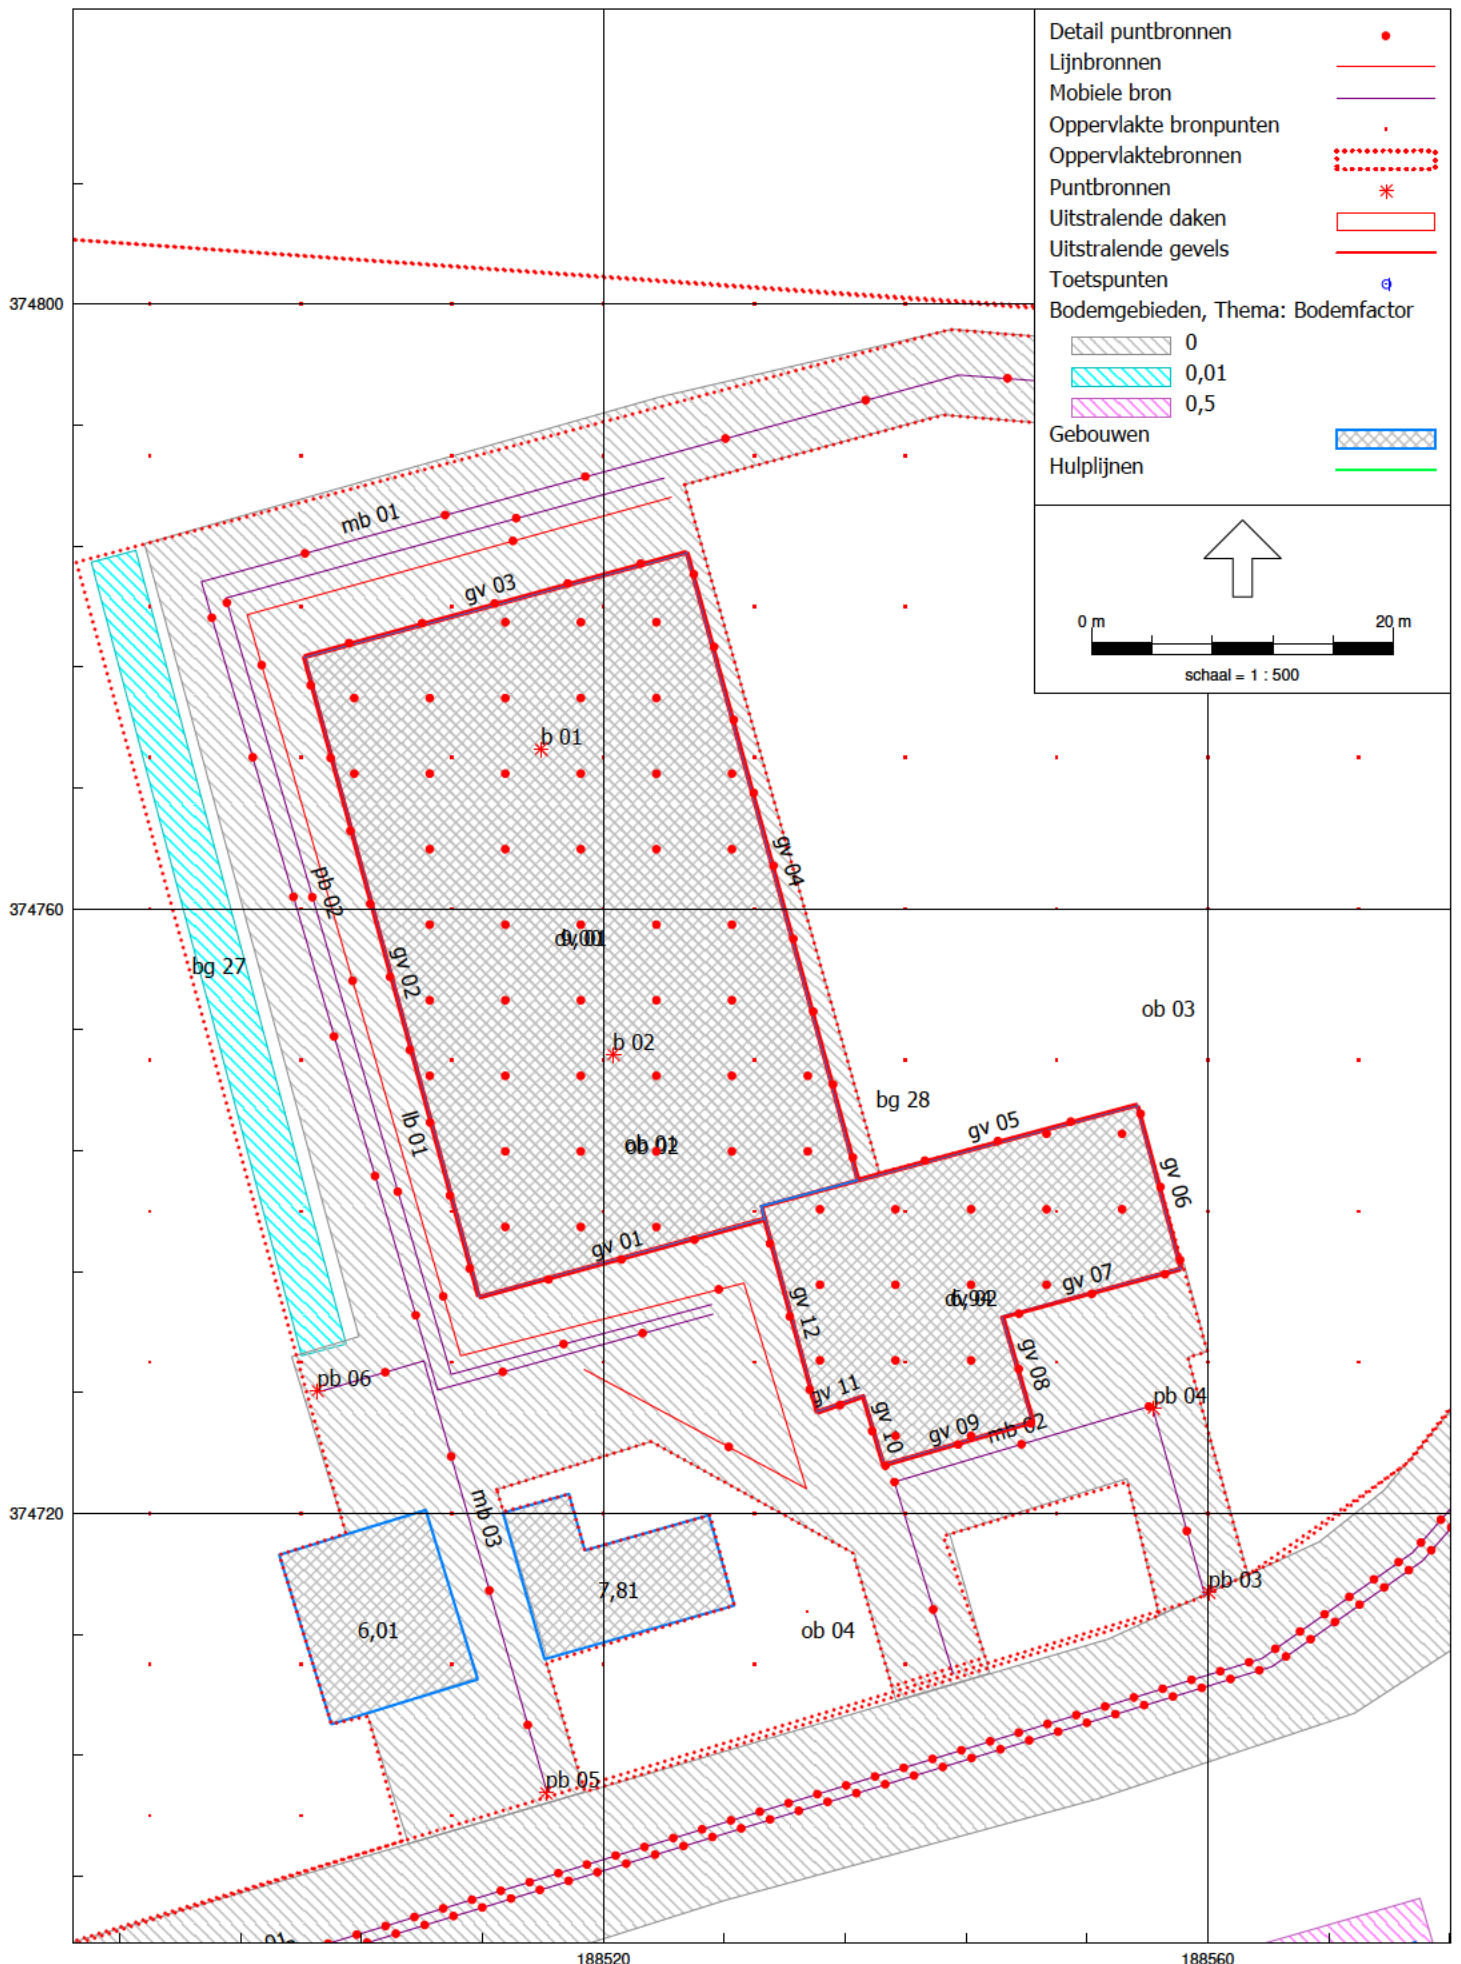 Detail puntbronnen
Lijnbronnen
Mobiele bron
Oppervlakte bronpunten
Oppervlaktebronnen
Puntbronnen
Uitstralende daken
Uitstralende gevels
Toetspunten
Bodemgebieden, Thema: Bodemfactor
0
0,01
0,5
Gebouwen
Hulplijnen
0 m
20 m
schaal = 1 : 500
374800
mb 01
gv 03
b 01
gv 04
pb 02
374760
bg 27
gv 02
ob 03
b 02
bg 28
gv 05
lb 01
gv 06
gv 01
gv 07
gv 12
gv 08
pb 06
gv 11
pb 04
gv 10
gv 09
mb 02
374720
mb 03
pb 03
7,81
6,01
ob 04
pb 05
188520
188560